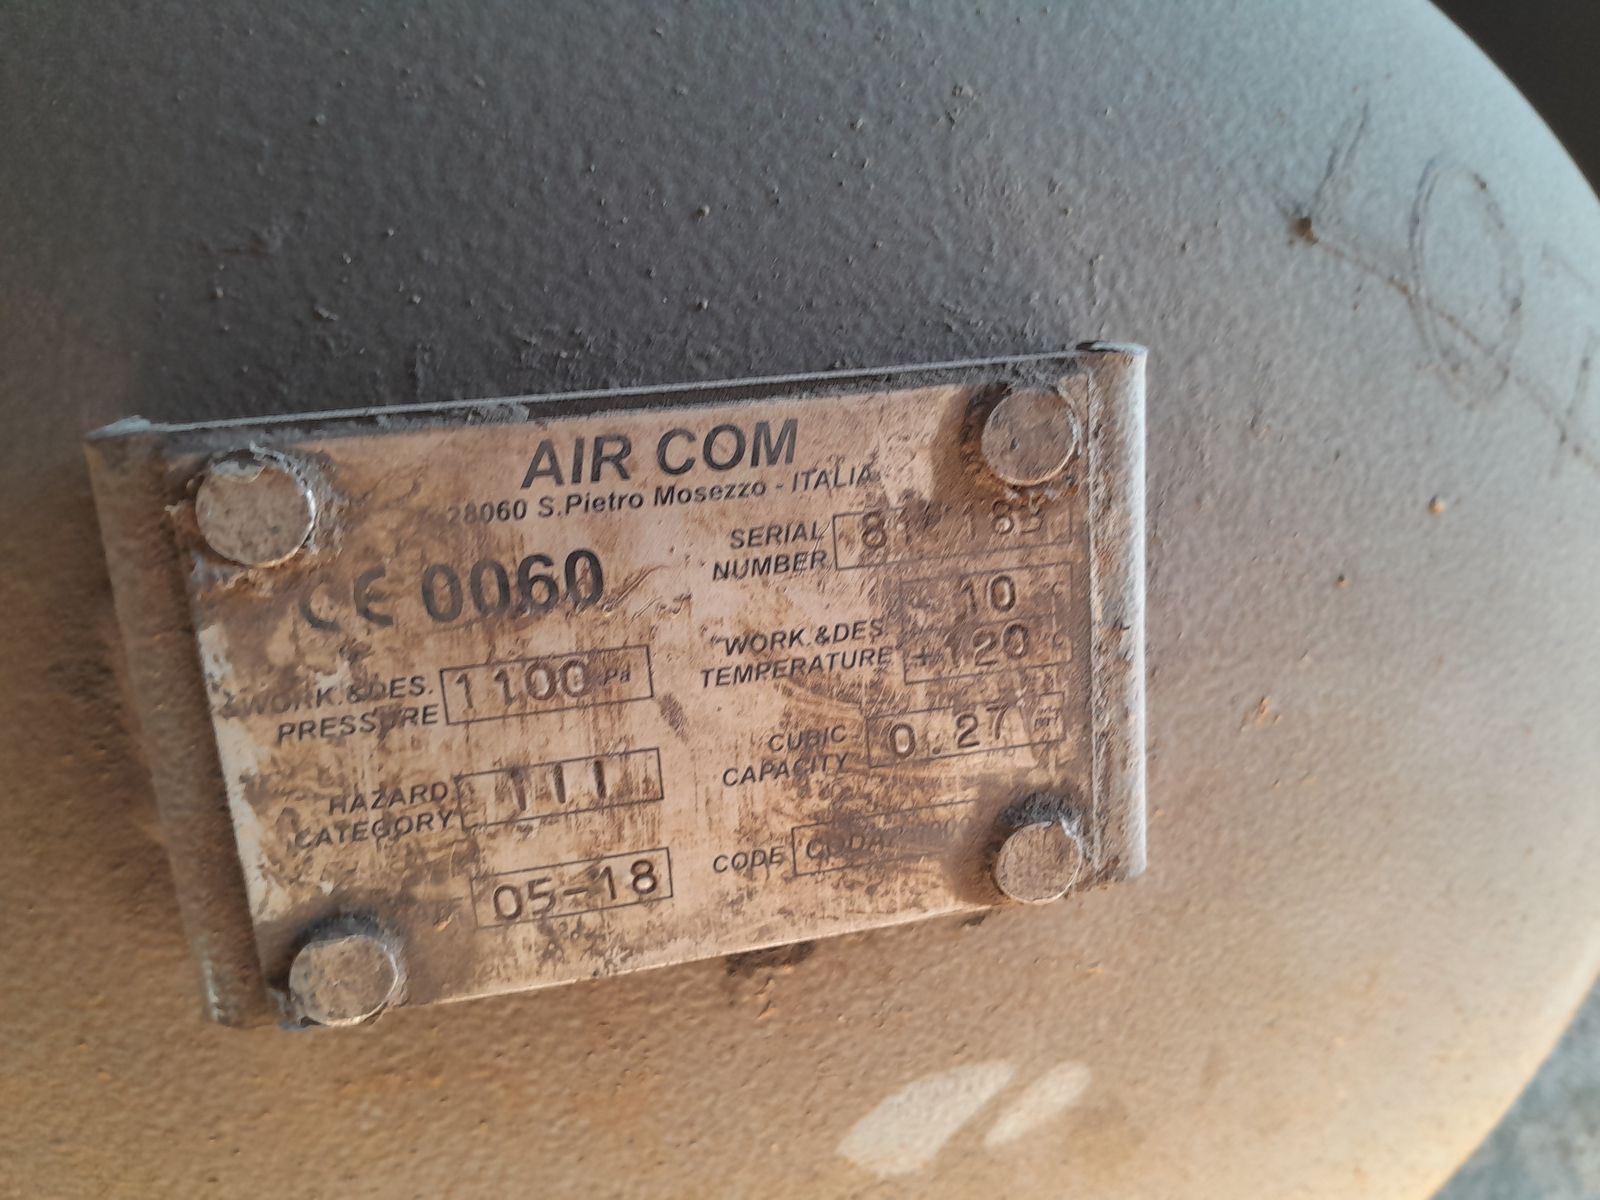 AIR COM
28060 S.Pietro Mosezzo - ITALIA
CE 0060
SERIAL
NUMBER
WORK.&DES.
TEMPERATURE
10
+120
WORK.&DES.
PRESSURE
1100
CUBIC
CAPACITY
0.27
HAZARD
CATEGORY
III
05-18
CODE